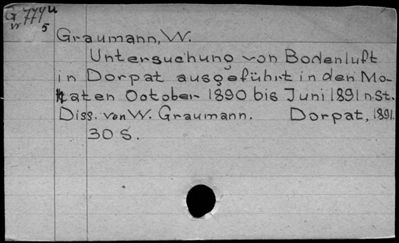 Graumann, W.
Untersuchung von Bodenluft
in Dorpat ausgeführt in den Mo-
naten October 1890 bis Juni 1891 n St.
Diss. von W. Graumann. Dorpat, 1891.
30 S.